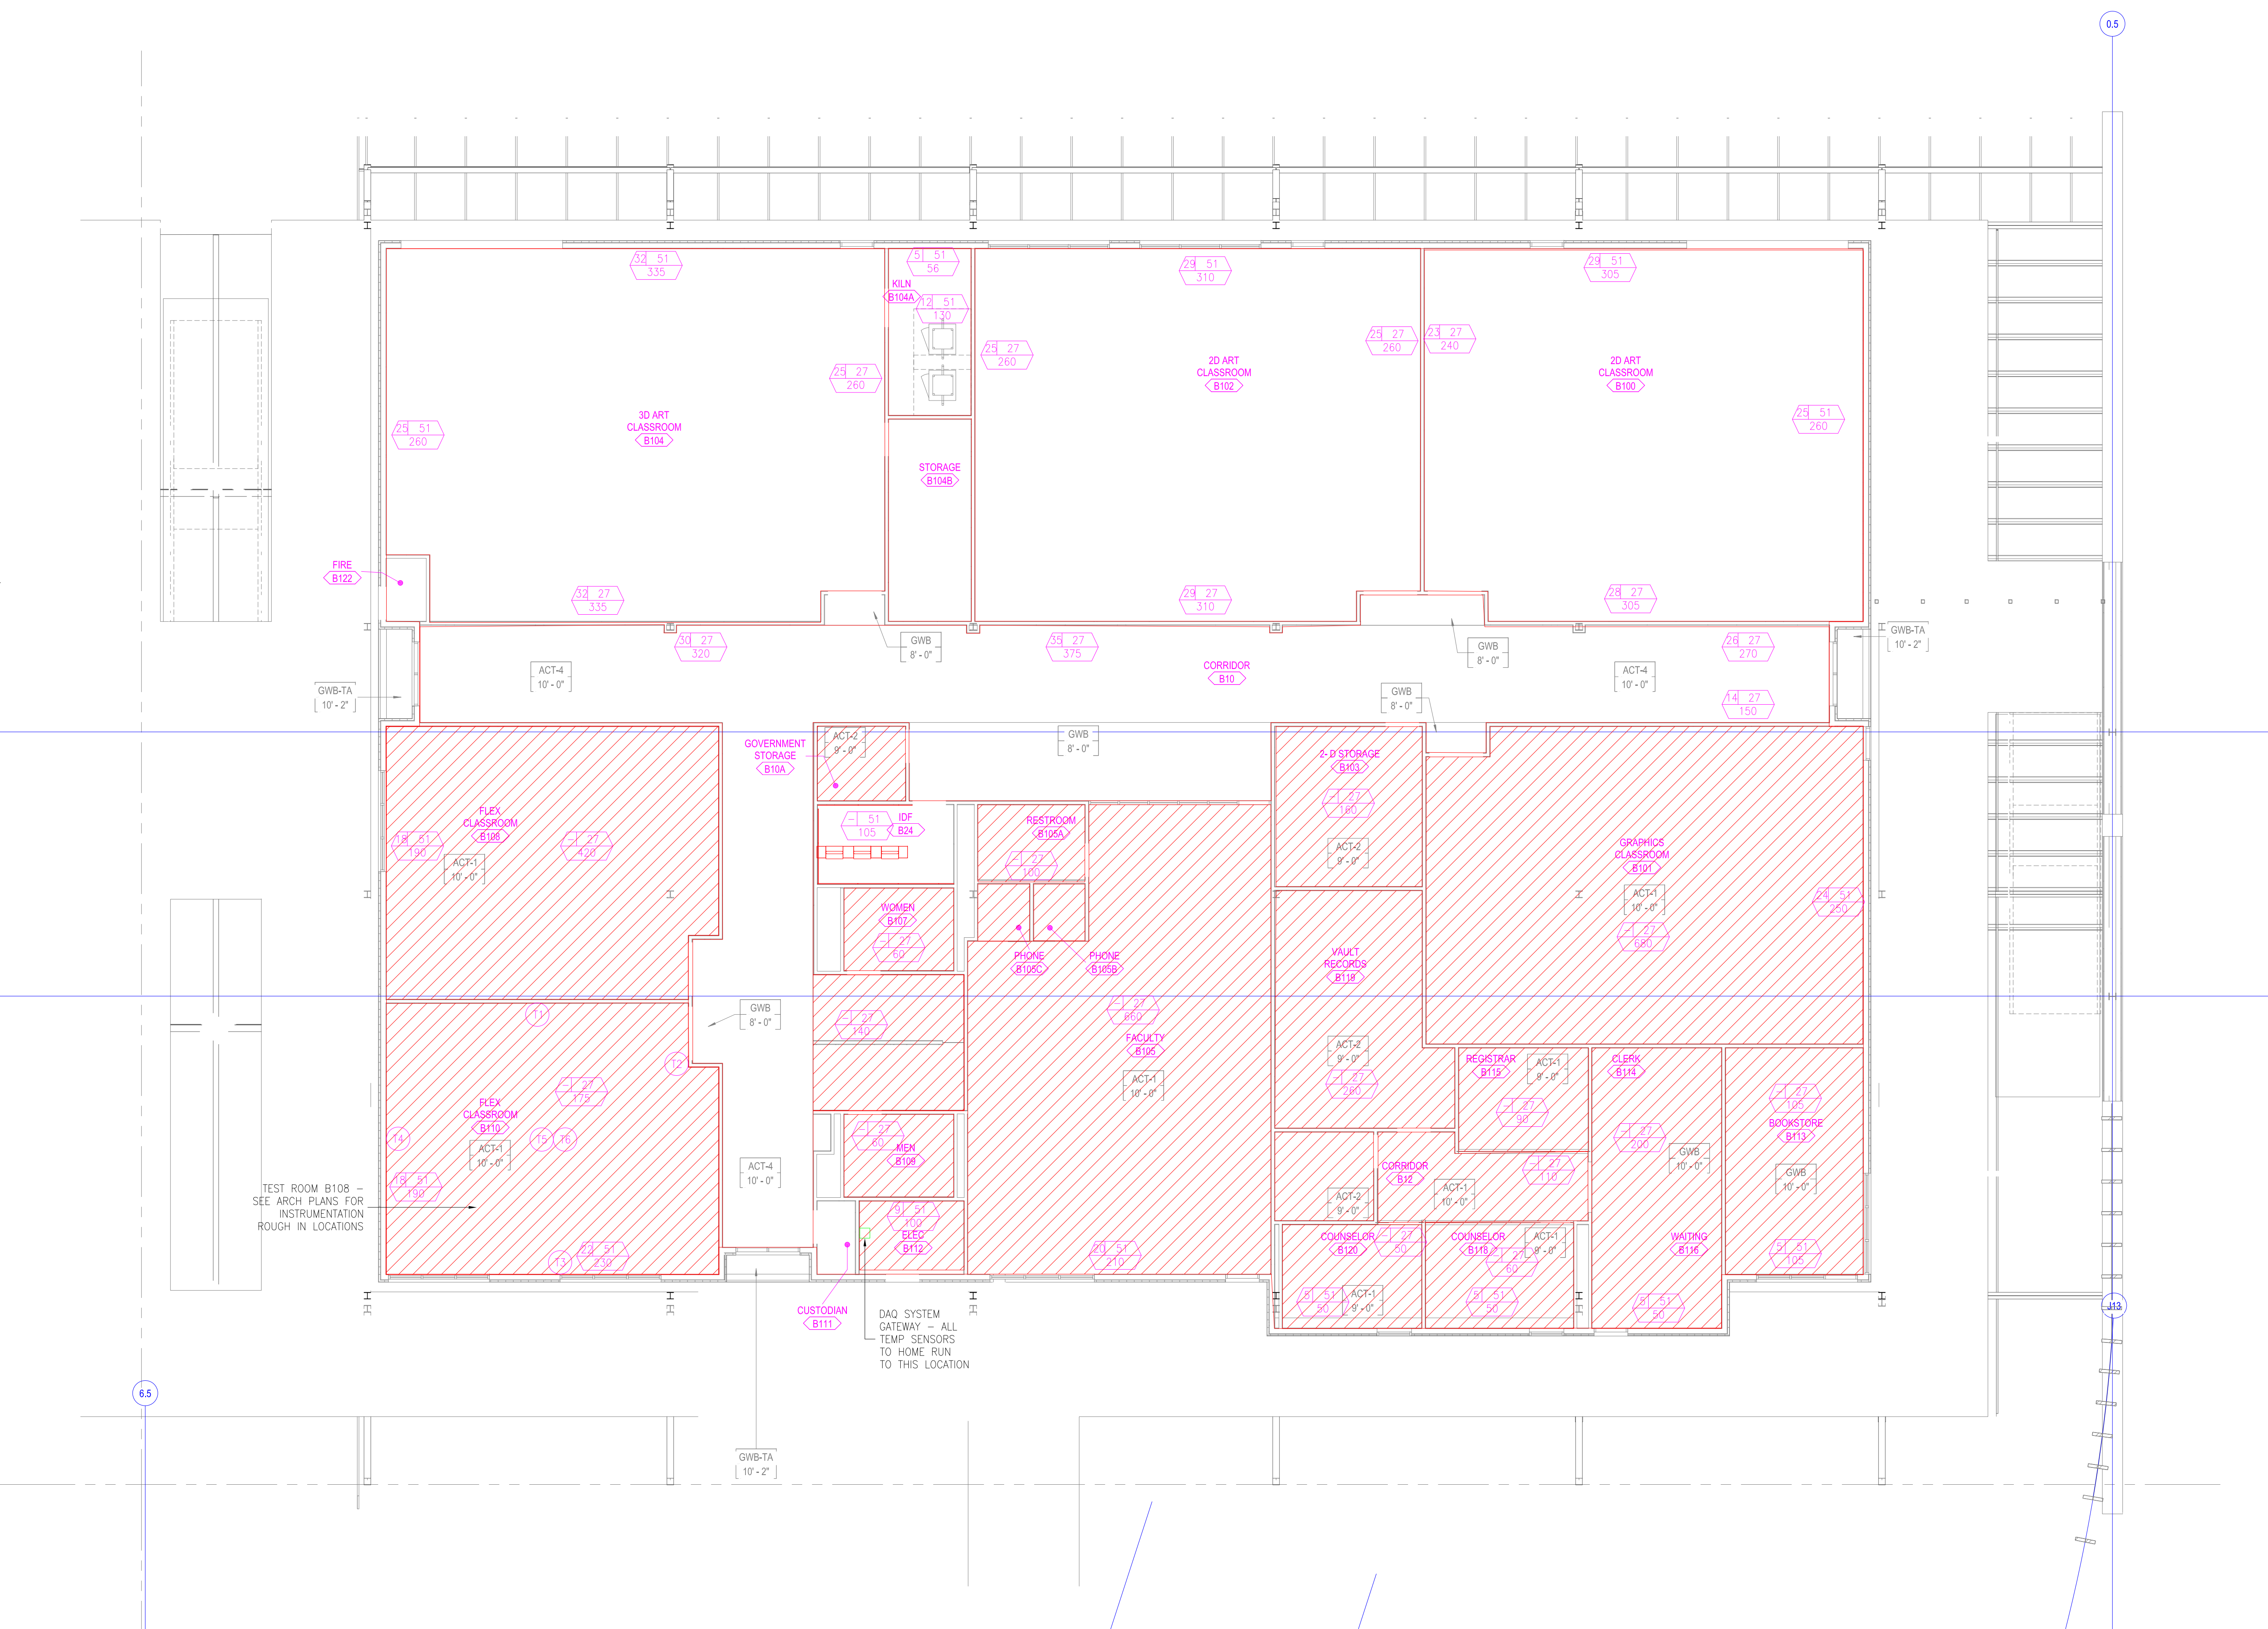 0.5
32 51
335
5 51
56
29 51
310
29 51
305
KILN
B104A
12 51
130
25 27
260
25 27
260
23 27
240
25 27
260
2D ART
CLASSROOM
B102
2D ART
CLASSROOM
B100
25 51
260
3D ART
CLASSROOM
B104
25 51
260
STORAGE
B104B
FIRE
B122
32 27
335
29 27
310
28 27
305
30 27
320
GWB
8' - 0"
35 27
375
GWB
8' - 0"
26 27
270
GWB-TA
10' - 2"
ACT-4
10' - 0"
CORRIDOR
B10
ACT-4
10' - 0"
GWB-TA
10' - 2"
GWB
8' - 0"
14 27
150
GOVERNMENT
STORAGE
B10A
ACT-2
9' - 0"
GWB
8' - 0"
2- D STORAGE
B103
- 27
160
FLEX
CLASSROOM
B108
18 51
190
- 27
420
ACT-1
10' - 0"
- 51
105
IDF
B24
RESTROOM
B105A
- 27
100
ACT-2
9' - 0"
GRAPHICS
CLASSROOM
B101
ACT-1
10' - 0"
24 51
250
- 27
680
WOMEN
B107
- 27
60
PHONE
B105C
PHONE
B105B
VAULT
RECORDS
B119
T1
GWB
8' - 0"
- 27
140
- 27
660
FACULTY
B105
ACT-1
10' - 0"
ACT-2
9' - 0"
- 27
260
REGISTRAR
B115
ACT-1
9' - 0"
CLERK
B114
T2
- 27
175
FLEX
CLASSROOM
B110
ACT-1
10' - 0"
T4
T5
T6
- 27
60
MEN
B109
- 27
90
- 27
200
- 27
105
BOOKSTORE
B113
GWB
10' - 0"
GWB
10' - 0"
18 51
190
ACT-4
10' - 0"
CORRIDOR
B12
- 27
110
ACT-1
10' - 0"
ACT-2
9' - 0"
TEST ROOM B108 –
SEE ARCH PLANS FOR
INSTRUMENTATION
ROUGH IN LOCATIONS
9 51
100
ELEC
B112
T3
22 51
230
20 51
210
COUNSELOR
B120
- 27
50
COUNSELOR
B118
ACT-1
9' - 0"
- 27
60
WAITING
B116
5 51
105
5 51
50
ACT-1
9' - 0"
5 51
50
5 51
50
J13
CUSTODIAN
B111
DAQ SYSTEM
GATEWAY – ALL
TEMP SENSORS
TO HOME RUN
TO THIS LOCATION
6.5
GWB-TA
10' - 2"